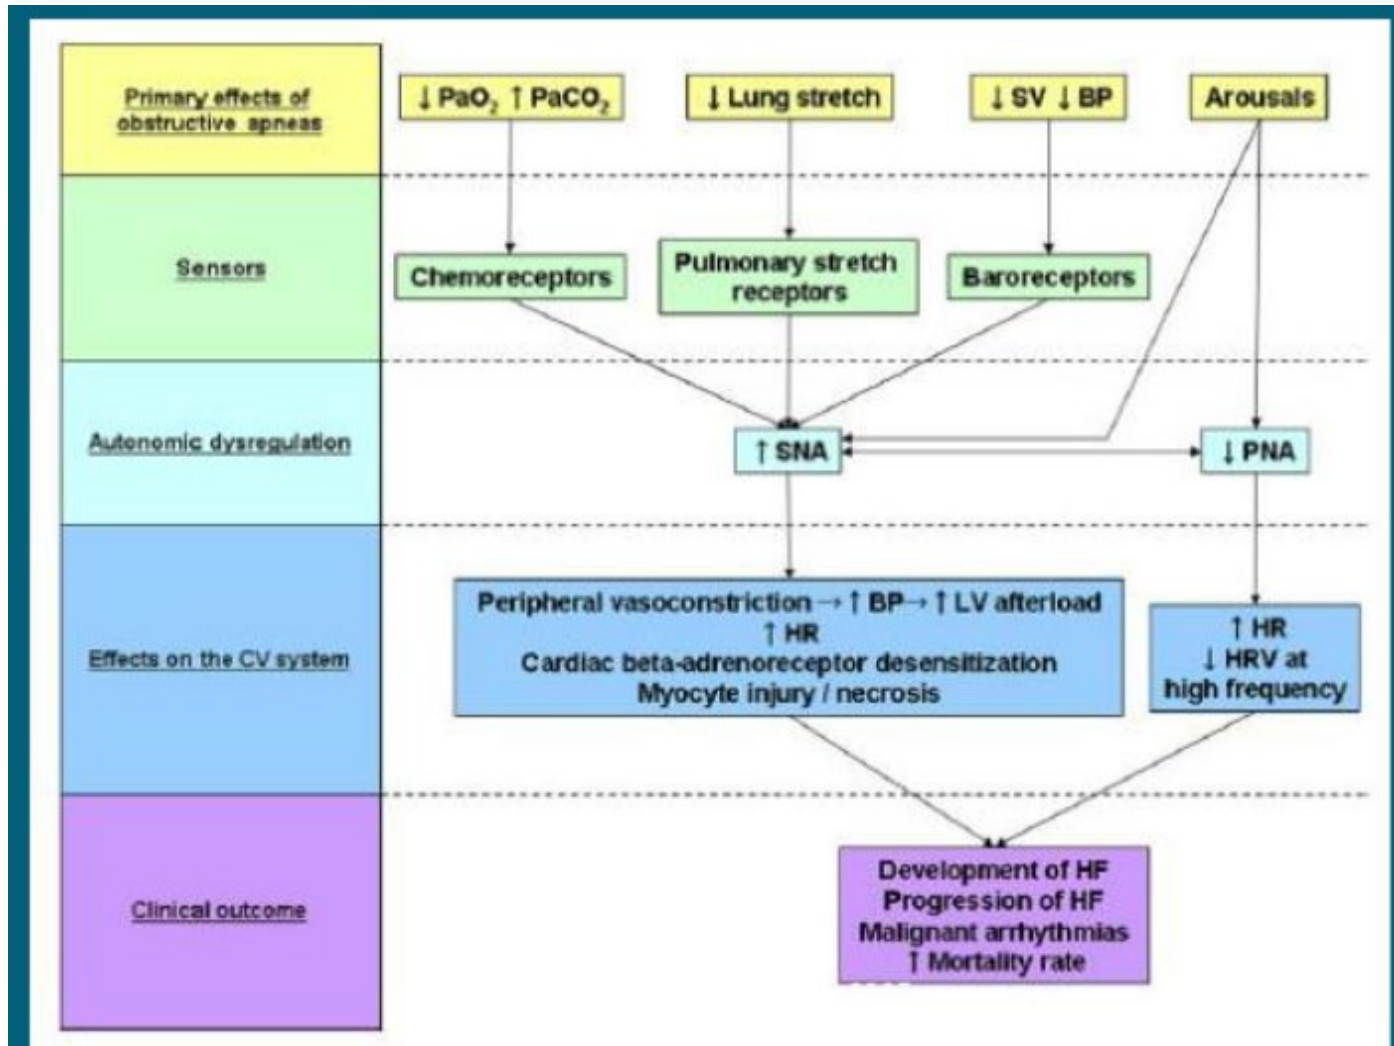 Primary effects of
obstructive apneas
↓ PaO₂ ↑ PaCO₂
↓ Lung stretch
↓ SV ↓ BP
Arousals
Sensors
Chemoreceptors
Pulmonary stretch
receptors
Baroreceptors
Autonomic dysregulation
↑ SNA
↓ PNA
Effects on the CV system
Peripheral vasoconstriction → ↑ BP → ↑ LV afterload
↑ HR
Cardiac beta-adrenoreceptor desensitization
Myocyte injury / necrosis
↑ HR
↓ HRV at
high frequency
Clinical outcome
Development of HF
Progression of HF
Malignant arrhythmias
↑ Mortality rate